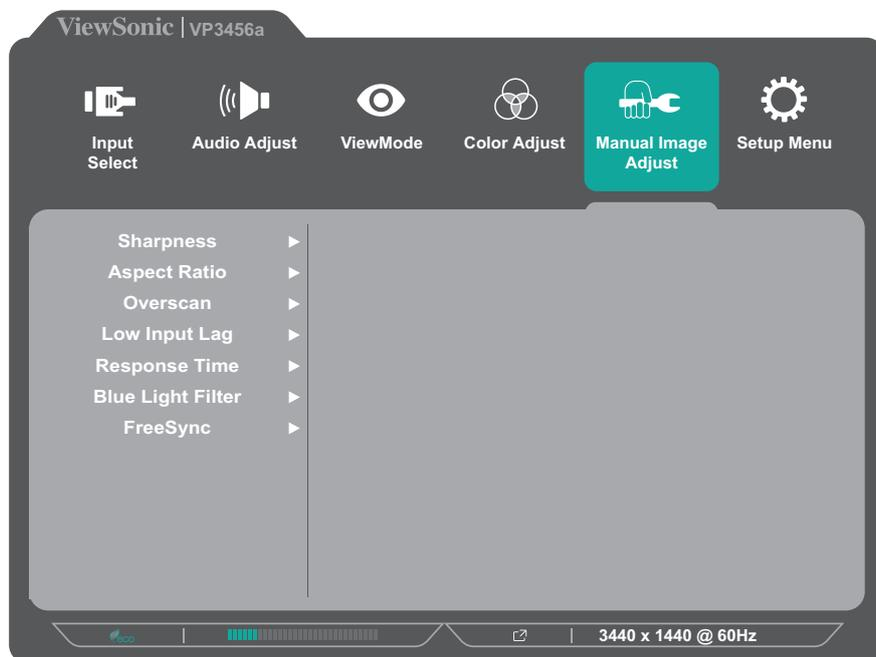 ViewSonic | VP3456a
Input
Select
Audio Adjust
ViewMode
Color Adjust
Manual Image
Adjust
Setup Menu
Sharpness
Aspect Ratio
Overscan
Low Input Lag
Response Time
Blue Light Filter
FreeSync
eco
3440 x 1440 @ 60Hz